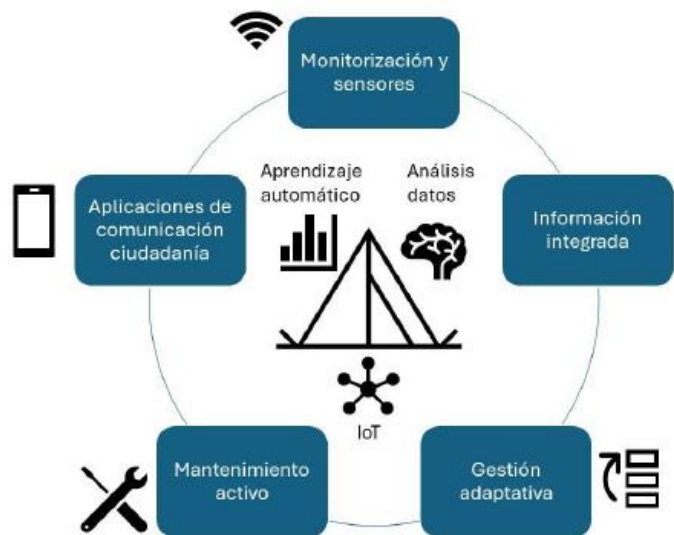 Monitorización y
sensores
Aprendizaje
automático
Análisis
datos
Aplicaciones de
comunicación
ciudadanía
Información
integrada
IoT
Mantenimiento
activo
Gestión
adaptativa